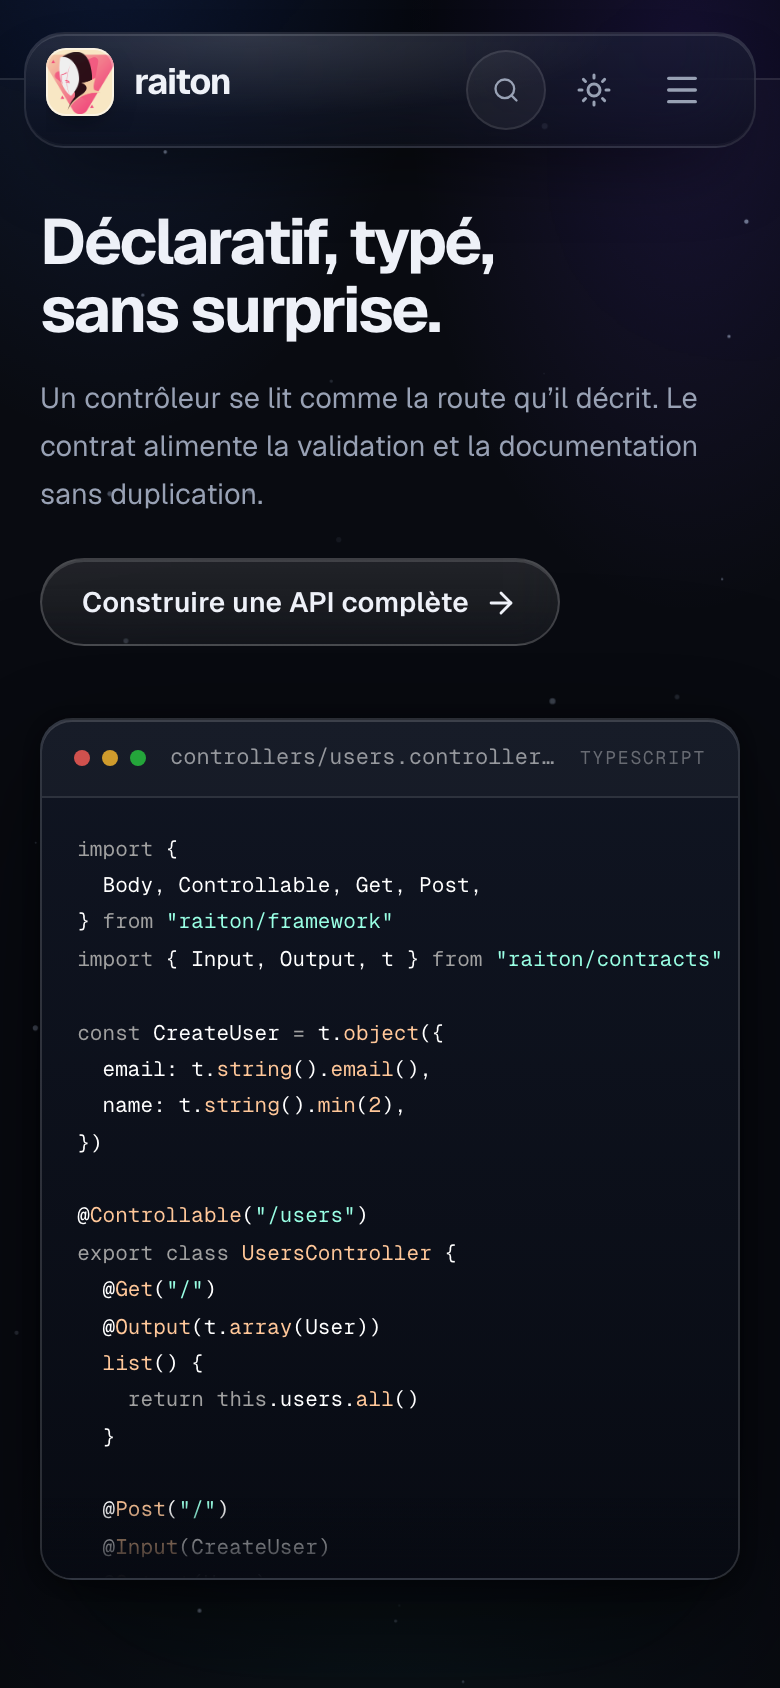 raiton
Déclaratif, typé,
sans surprise.
Un contrôleur se lit comme la route qu’il décrit. Le
contrat alimente la validation et la documentation
sans duplication.
Construire une API complète →
controllers/users.controller… TYPESCRIPT
import {
  Body, Controllable, Get, Post,
} from "raiton/framework"
import { Input, Output, t } from "raiton/contracts"
const CreateUser = t.object({
  email: t.string().email(),
  name: t.string().min(2),
})
@Controllable("/users")
export class UsersController {
  @Get("/")
  @Output(t.array(User))
  list() {
    return this.users.all()
  }
  @Post("/")
  @Input(CreateUser)